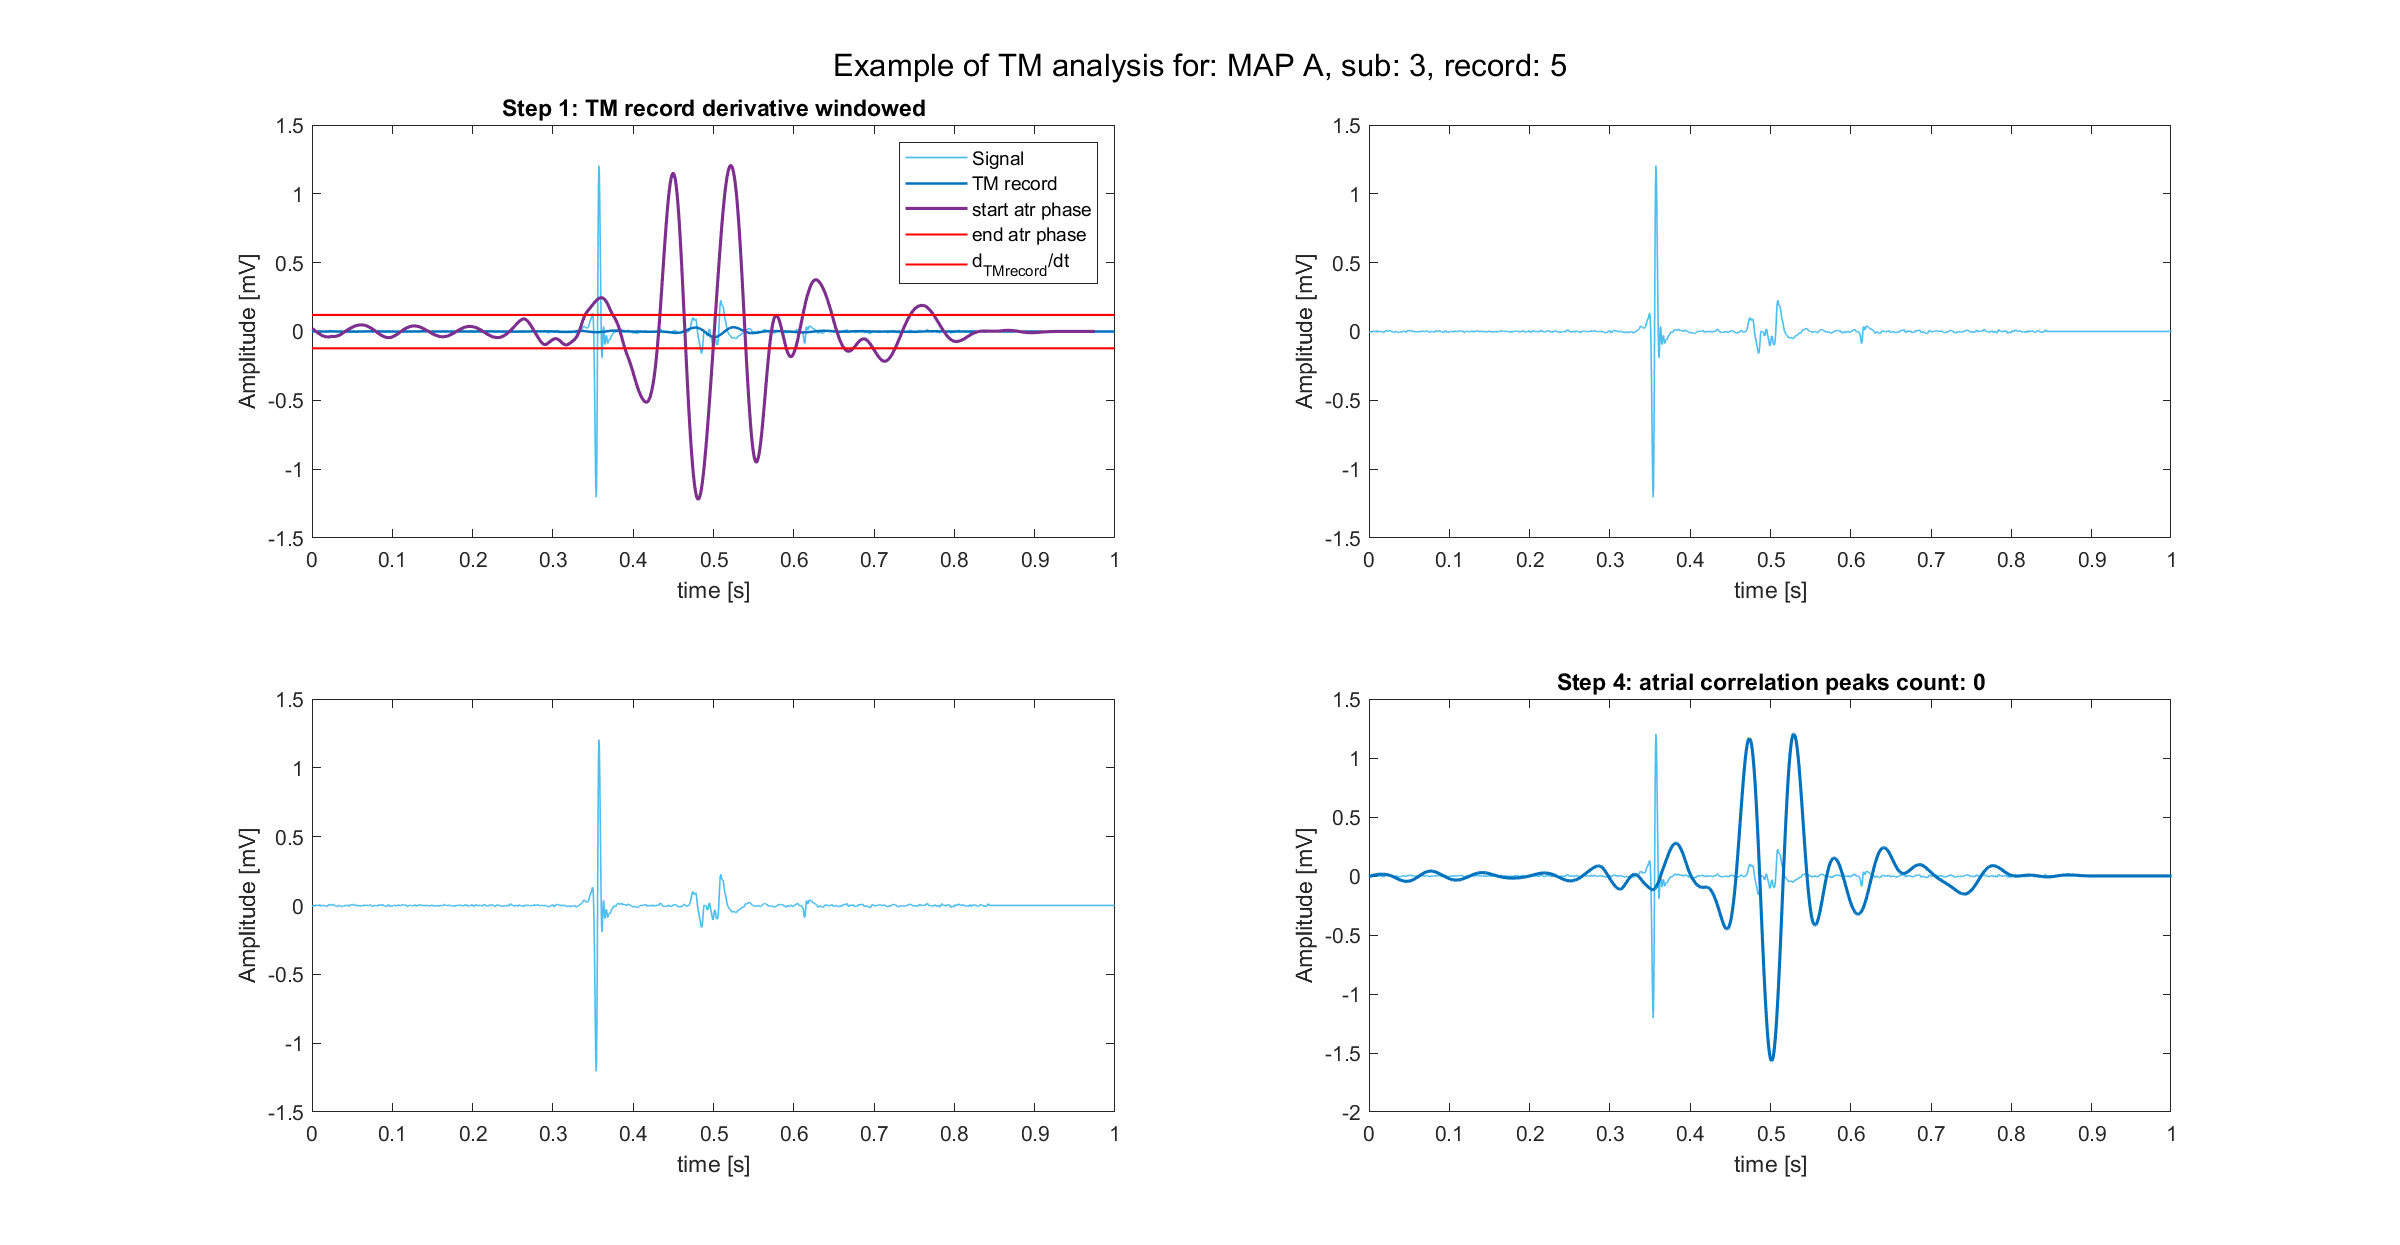 Example of TM analysis for: MAP A, sub: 3, record: 5
Step 1: TM record derivative windowed
1.5
1
0.5
0
-0.5
-1
-1.5
Amplitude [mV]
0 0.1 0.2 0.3 0.4 0.5 0.6 0.7 0.8 0.9 1
time [s]
Signal
TM record
start atr phase
end atr phase
d_TMrecord/dt
1.5
1
0.5
0
-0.5
-1
-1.5
Amplitude [mV]
0 0.1 0.2 0.3 0.4 0.5 0.6 0.7 0.8 0.9 1
time [s]
1.5
1
0.5
0
-0.5
-1
-1.5
Amplitude [mV]
0 0.1 0.2 0.3 0.4 0.5 0.6 0.7 0.8 0.9 1
time [s]
Step 4: atrial correlation peaks count: 0
1.5
1
0.5
0
-0.5
-1
-1.5
-2
Amplitude [mV]
0 0.1 0.2 0.3 0.4 0.5 0.6 0.7 0.8 0.9 1
time [s]